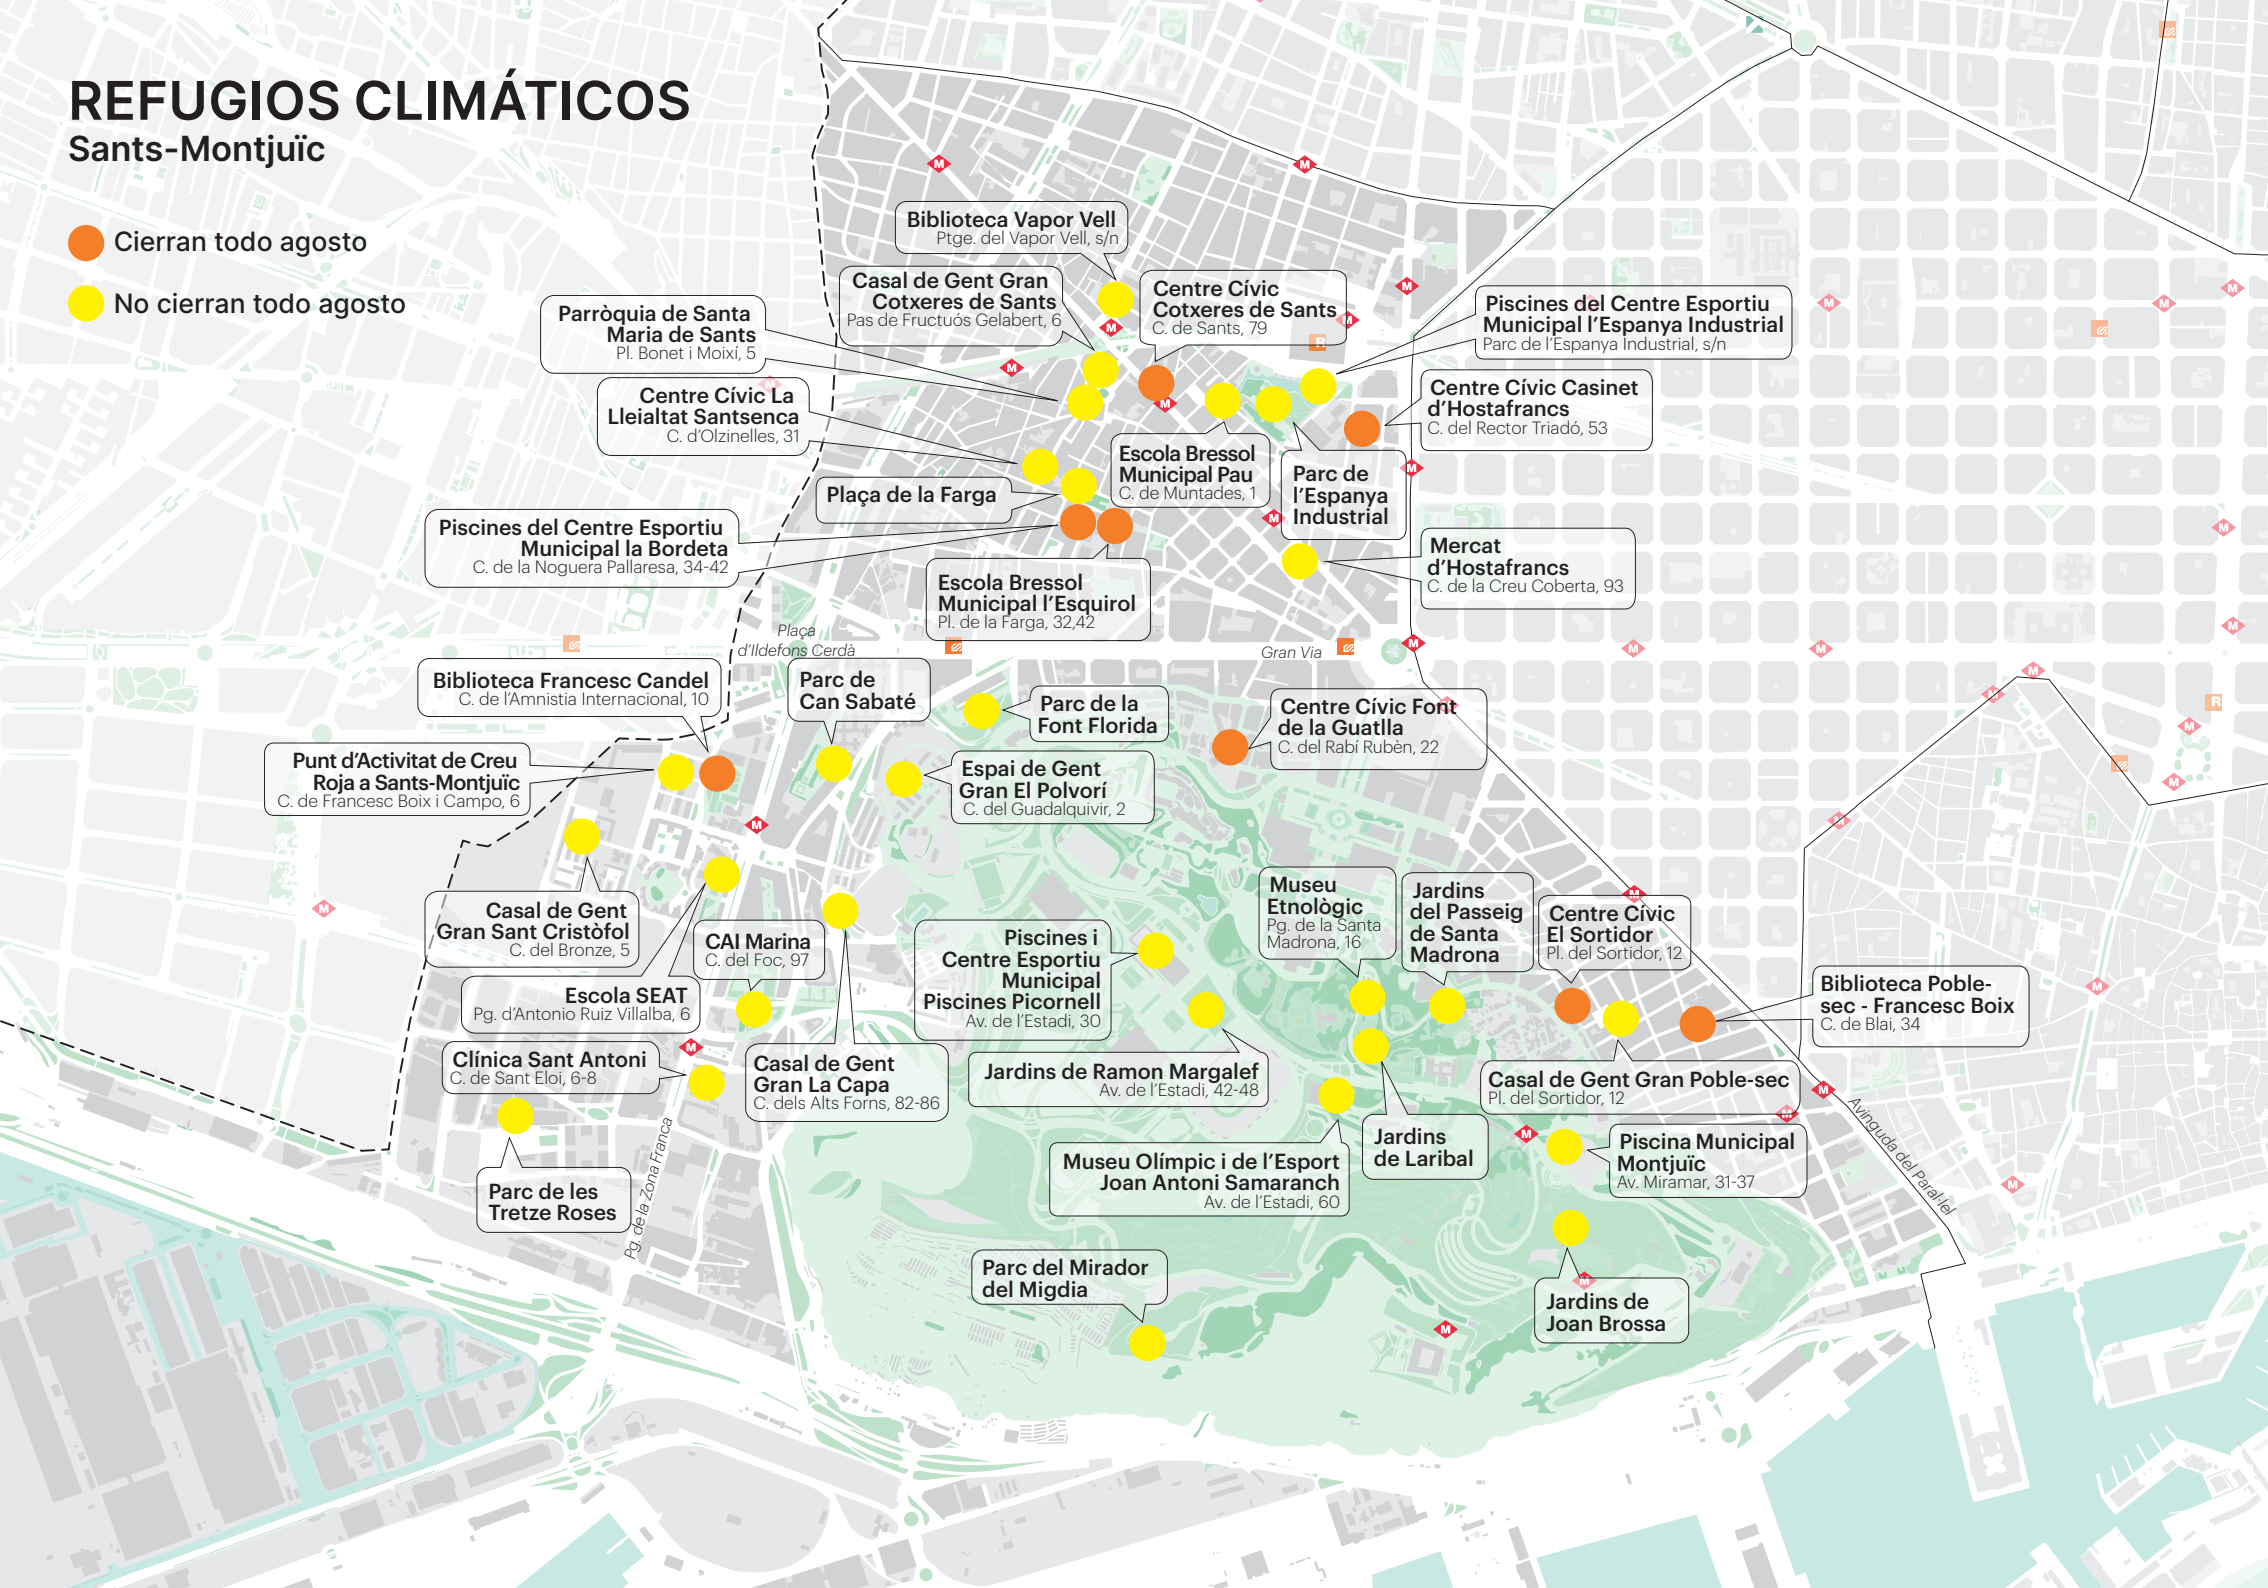 REFUGIOS CLIMÁTICOS
Sants-Montjuïc
Cierran todo agosto
No cierran todo agosto
Biblioteca Vapor Vell
Ptge. del Vapor Vell, s/n
Casal de Gent Gran
Cotxeres de Sants
Pas de Fructuós Gelabert, 6
Centre Cívic
Cotxeres de Sants
C. de Sants, 79
Piscines del Centre Esportiu
Municipal l'Espanya Industrial
Parc de l'Espanya Industrial, s/n
Parròquia de Santa
Maria de Sants
Pl. Bonet i Moixí, 5
Centre Cívic La
Lleialtat Santsenca
C. d'Olzinelles, 31
Centre Cívic Casinet
d'Hostafrancs
C. del Rector Triadó, 53
Escola Bressol
Municipal Pau
C. de Muntades, 1
Parc de
l'Espanya
Industrial
Plaça de la Farga
Piscines del Centre Esportiu
Municipal la Bordeta
C. de la Noguera Pallaresa, 34-42
Mercat
d'Hostafrancs
C. de la Creu Coberta, 93
Escola Bressol
Municipal l'Esquirol
Pl. de la Farga, 32,42
Plaça
d'Ildefons Cerdà
Gran Via
Biblioteca Francesc Candel
C. de l'Amnistia Internacional, 10
Parc de
Can Sabaté
Parc de la
Font Florida
Centre Cívic Font
de la Guatlla
C. del Rabí Rubèn, 22
Punt d'Activitat de Creu
Roja a Sants-Montjuïc
C. de Francesc Boix i Campo, 6
Espai de Gent
Gran El Polvorí
C. del Guadalquivir, 2
Casal de Gent
Gran Sant Cristòfol
C. del Bronze, 5
CAI Marina
C. del Foc, 97
Piscines i
Centre Esportiu
Municipal
Piscines Picornell
Av. de l'Estadi, 30
Museu
Etnològic
Pg. de la Santa
Madrona, 16
Jardins
del Passeig
de Santa
Madrona
Centre Cívic
El Sortidor
Pl. del Sortidor, 12
Biblioteca Poble-
sec - Francesc Boix
C. de Blai, 34
Escola SEAT
Pg. d'Antonio Ruiz Villalba, 6
Clínica Sant Antoni
C. de Sant Eloi, 6-8
Casal de Gent
Gran La Capa
C. dels Alts Forns, 82-86
Jardins de Ramon Margalef
Av. de l'Estadi, 42-48
Casal de Gent Gran Poble-sec
Pl. del Sortidor, 12
Jardins
de Laribal
Piscina Municipal
Montjuïc
Av. Miramar, 31-37
Avinguda del Paral·lel
Museu Olímpic i de l'Esport
Joan Antoni Samaranch
Av. de l'Estadi, 60
Parc de les
Tretze Roses
Pg. de la Zona Franca
Parc del Mirador
del Migdia
Jardins de
Joan Brossa